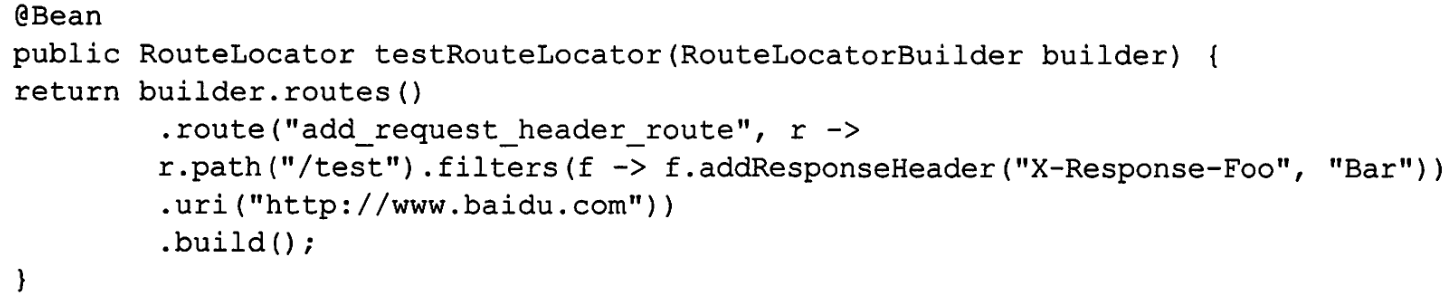 @Bean
public RouteLocator testRouteLocator(RouteLocatorBuilder builder) {
return builder.routes()
        .route("add_request_header_route", r ->
        r.path("/test").filters(f -> f.addResponseHeader("X-Response-Foo", "Bar"))
        .uri("http://www.baidu.com"))
        .build();
}